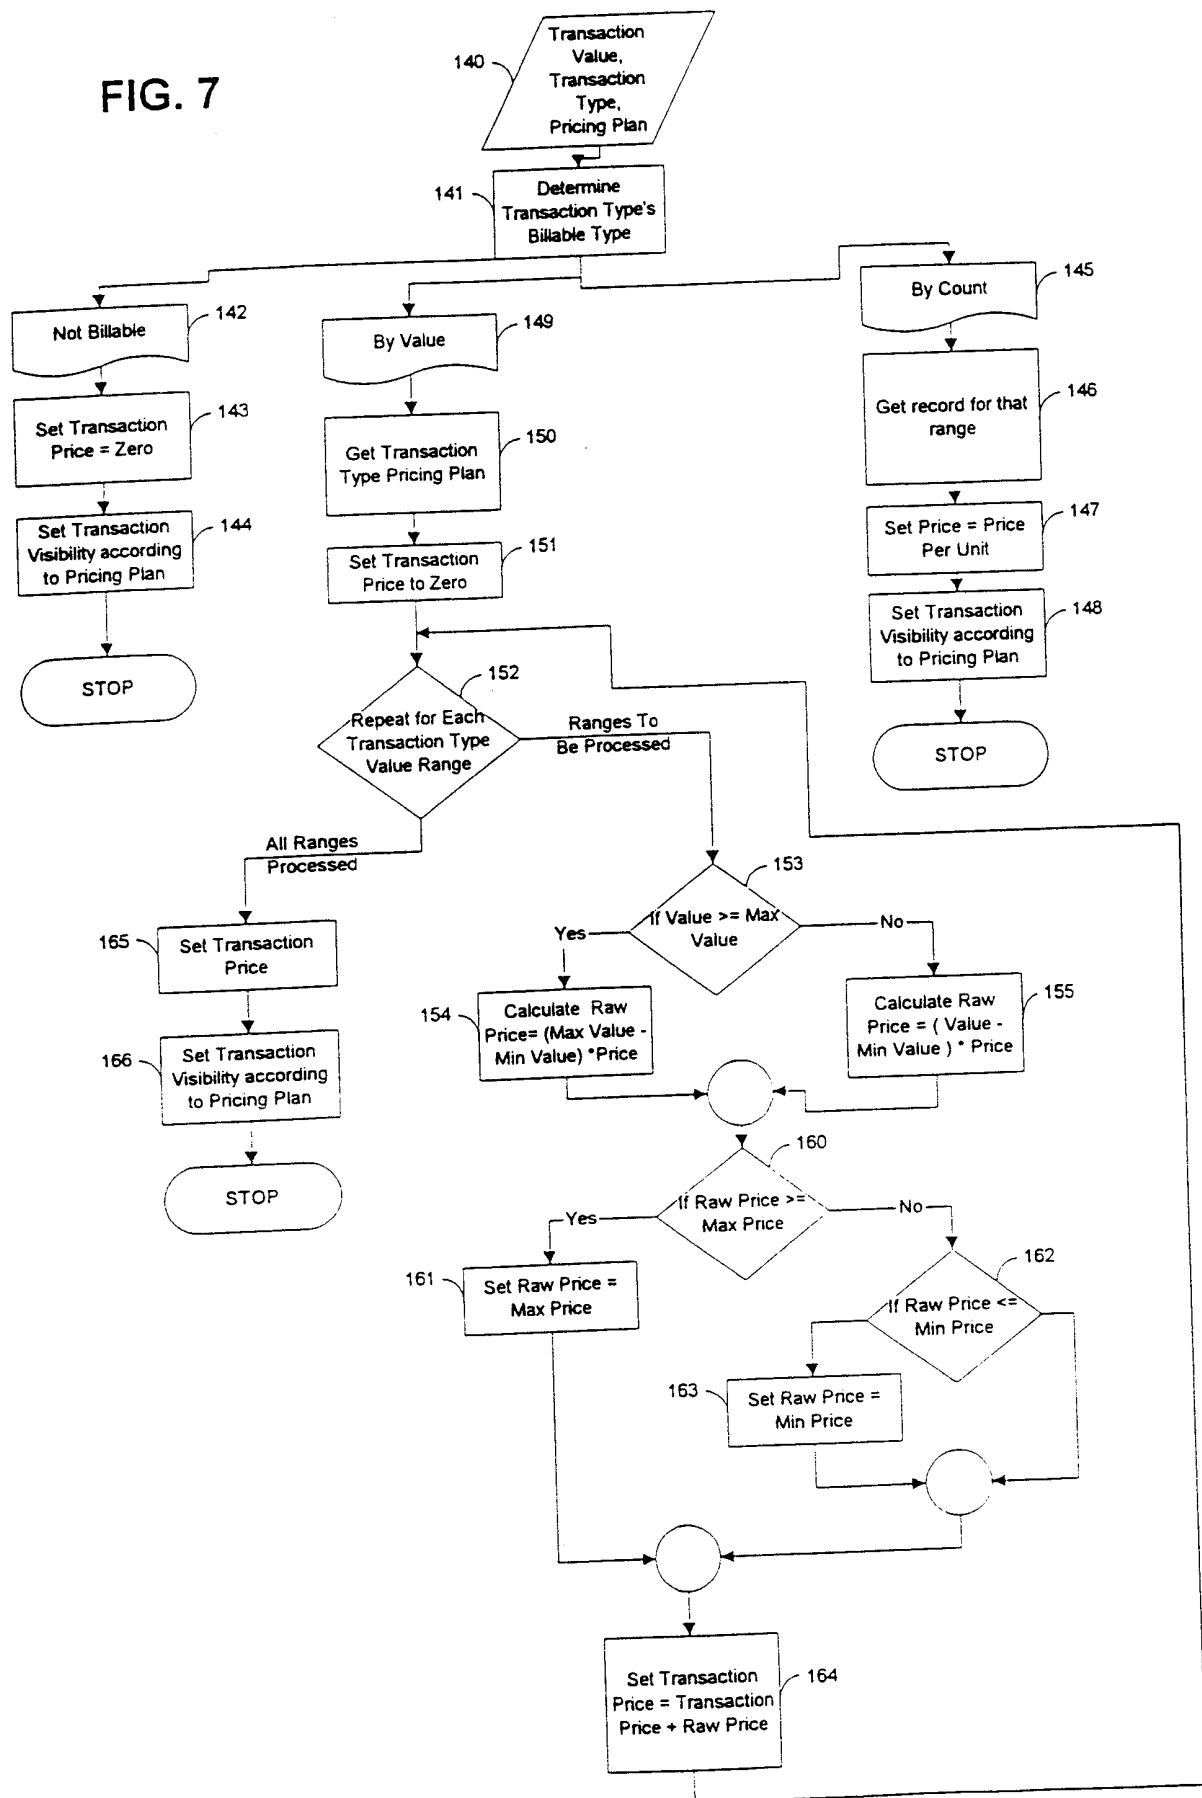 FIG. 7
140
Transaction
Value,
Transaction
Type,
Pricing Plan
141
Determine
Transaction Type's
Billable Type
Not Billable
142
By Value
149
By Count
145
Set Transaction
Price = Zero
143
Get Transaction
Type Pricing Plan
150
Get record for that
range
146
Set Transaction
Visibility according
to Pricing Plan
144
Set Transaction
Price to Zero
151
Set Price = Price
Per Unit
147
Set Transaction
Visibility according
to Pricing Plan
148
STOP
STOP
152
Repeat for Each
Transaction Type
Value Range
Ranges To
Be Processed
All Ranges
Processed
153
If Value >= Max
Value
Yes
No
165
Set Transaction
Price
154
Calculate Raw
Price= (Max Value -
Min Value) *Price
Calculate Raw
Price = ( Value -
Min Value ) * Price
155
166
Set Transaction
Visibility according
to Pricing Plan
STOP
160
If Raw Price >=
Max Price
Yes
No
161
Set Raw Price =
Max Price
162
If Raw Price <=
Min Price
163
Set Raw Price =
Min Price
Set Transaction
Price = Transaction
Price + Raw Price
164